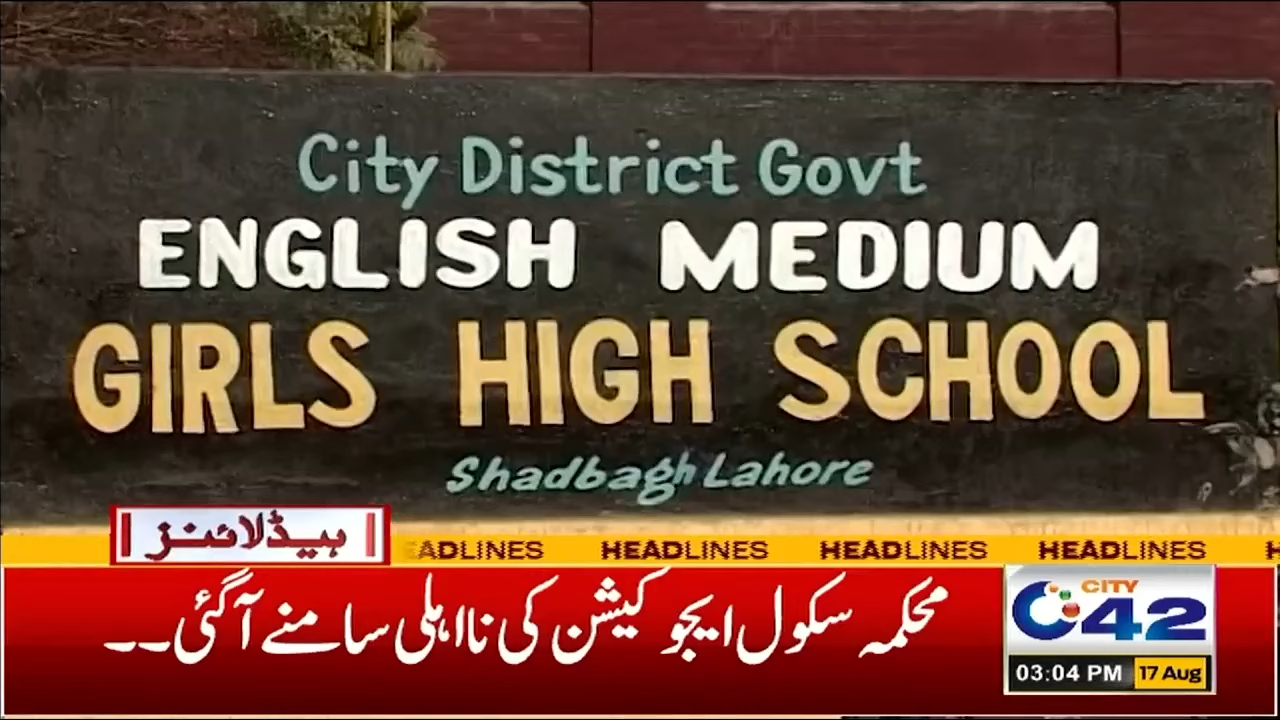 City District Govt
ENGLISH MEDIUM
GIRLS HIGH SCHOOL
Shadbagh Lahore
ہیڈلائنز
EADLINES HEADLINES HEADLINES HEADLINES H
محکمہ سکول ایجوکیشن کی نااہلی سامنے آگئی۔۔
CITY
42
03:04 PM 17 Aug